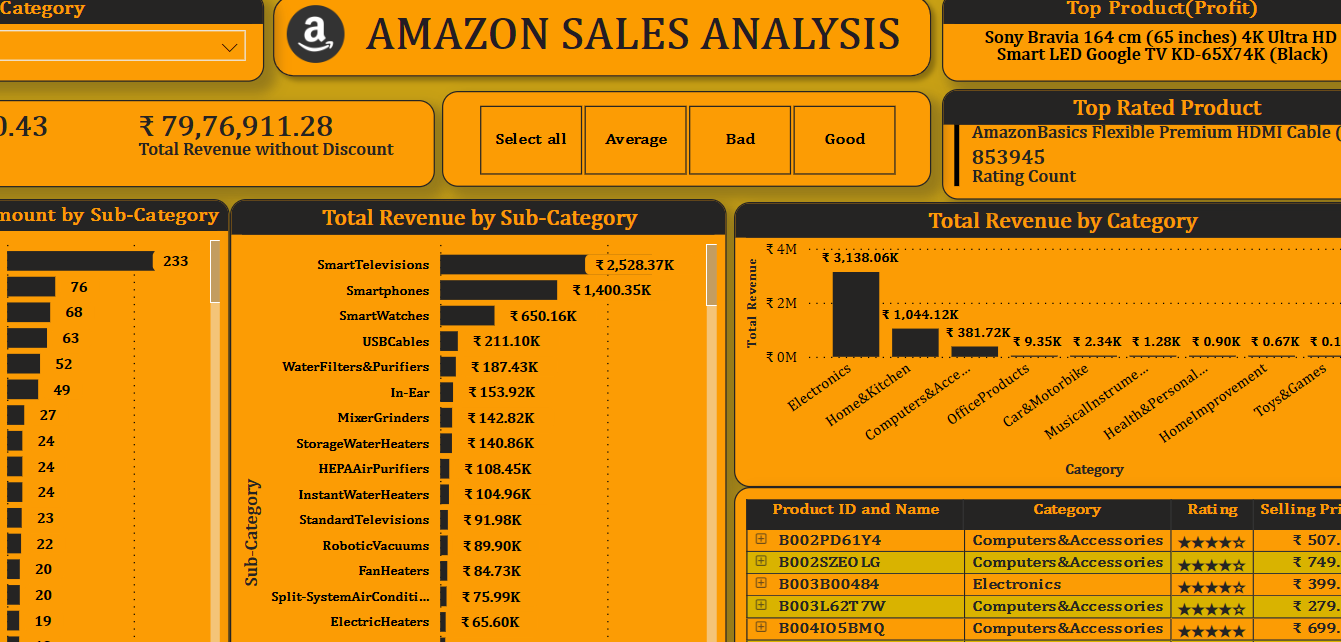 Category
AMAZON SALES ANALYSIS
Top Product(Profit)
Sony Bravia 164 cm (65 inches) 4K Ultra HD
Smart LED Google TV KD-65X74K (Black)
0.43
₹ 79,76,911.28
Total Revenue without Discount
Select all
Average
Bad
Good
Top Rated Product
AmazonBasics Flexible Premium HDMI Cable (
853945
Rating Count
mount by Sub-Category
233
76
68
63
52
49
27
24
24
24
23
22
20
20
19
Total Revenue by Sub-Category
Sub-Category
SmartTelevisions ₹ 2,528.37K
Smartphones ₹ 1,400.35K
SmartWatches ₹ 650.16K
USBCables ₹ 211.10K
WaterFilters&Purifiers ₹ 187.43K
In-Ear ₹ 153.92K
MixerGrinders ₹ 142.82K
StorageWaterHeaters ₹ 140.86K
HEPAAirPurifiers ₹ 108.45K
InstantWaterHeaters ₹ 104.96K
StandardTelevisions ₹ 91.98K
RoboticVacuums ₹ 89.90K
FanHeaters ₹ 84.73K
Split-SystemAirConditi... ₹ 75.99K
ElectricHeaters ₹ 65.60K
Total Revenue by Category
Total Revenue
₹ 4M
₹ 2M
₹ 0M
₹ 3,138.06K
₹ 1,044.12K
₹ 381.72K
₹ 9.35K
₹ 2.34K
₹ 1.28K
₹ 0.90K
₹ 0.67K
₹ 0.1
Electronics
Home&Kitchen
Computers&Acce...
OfficeProducts
Car&Motorbike
MusicalInstrume...
Health&Personal...
HomeImprovement
Toys&Games
Category
Product ID and Name Category Rating Selling Pri
B002PD61Y4 Computers&Accessories ★★★★☆ ₹ 507.
B002SZEOLG Computers&Accessories ★★★★☆ ₹ 749.
B003B00484 Electronics ★★★★☆ ₹ 399.
B003L62T7W Computers&Accessories ★★★★☆ ₹ 279.
B004IO5BMQ Computers&Accessories ★★★★★ ₹ 699.